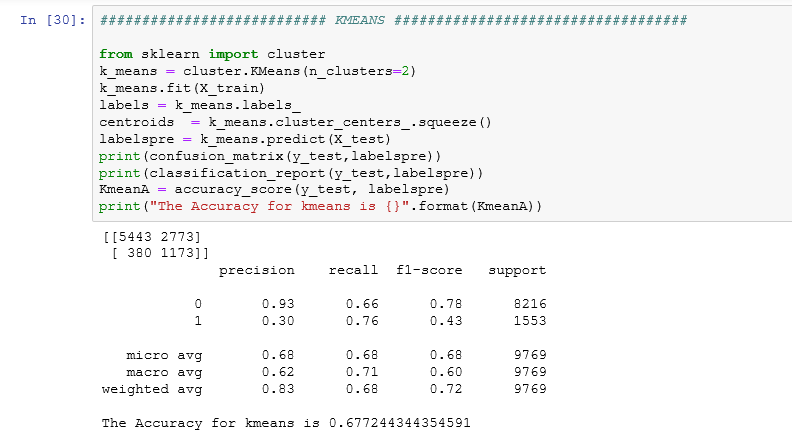 In [30]: ########################### KMEANS ###################################
from sklearn import cluster
k_means = cluster.KMeans(n_clusters=2)
k_means.fit(X_train)
labels = k_means.labels_
centroids  = k_means.cluster_centers_.squeeze()
labelspre = k_means.predict(X_test)
print(confusion_matrix(y_test,labelspre))
print(classification_report(y_test,labelspre))
KmeanA = accuracy_score(y_test, labelspre)
print("The Accuracy for kmeans is {}".format(KmeanA))
[[5443 2773]
 [ 380 1173]]
precision    recall  f1-score   support
0       0.93      0.66      0.78      8216
1       0.30      0.76      0.43      1553
micro avg       0.68      0.68      0.68      9769
macro avg       0.62      0.71      0.60      9769
weighted avg       0.83      0.68      0.72      9769
The Accuracy for kmeans is 0.677244344354591